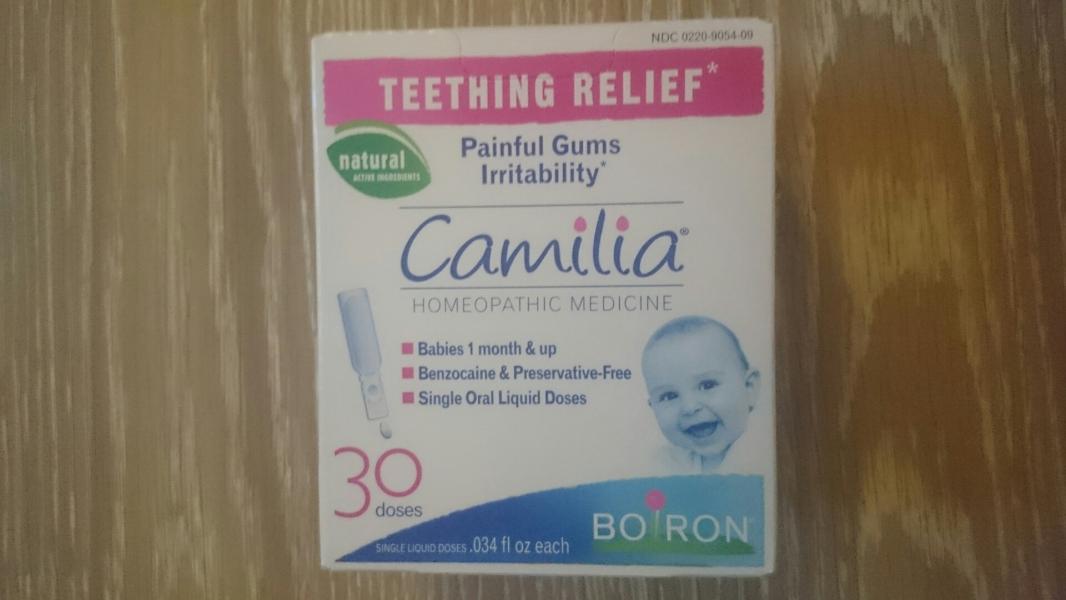 NDC 0220-9054-09
TEETHING RELIEF*
natural
ACTIVE INGREDIENTS
Painful Gums
Irritability*
Camilia®
HOMEOPATHIC MEDICINE
Babies 1 month & up
Benzocaine & Preservative-Free
Single Oral Liquid Doses
30
doses
SINGLE LIQUID DOSES .034 fl oz each
BOIRON